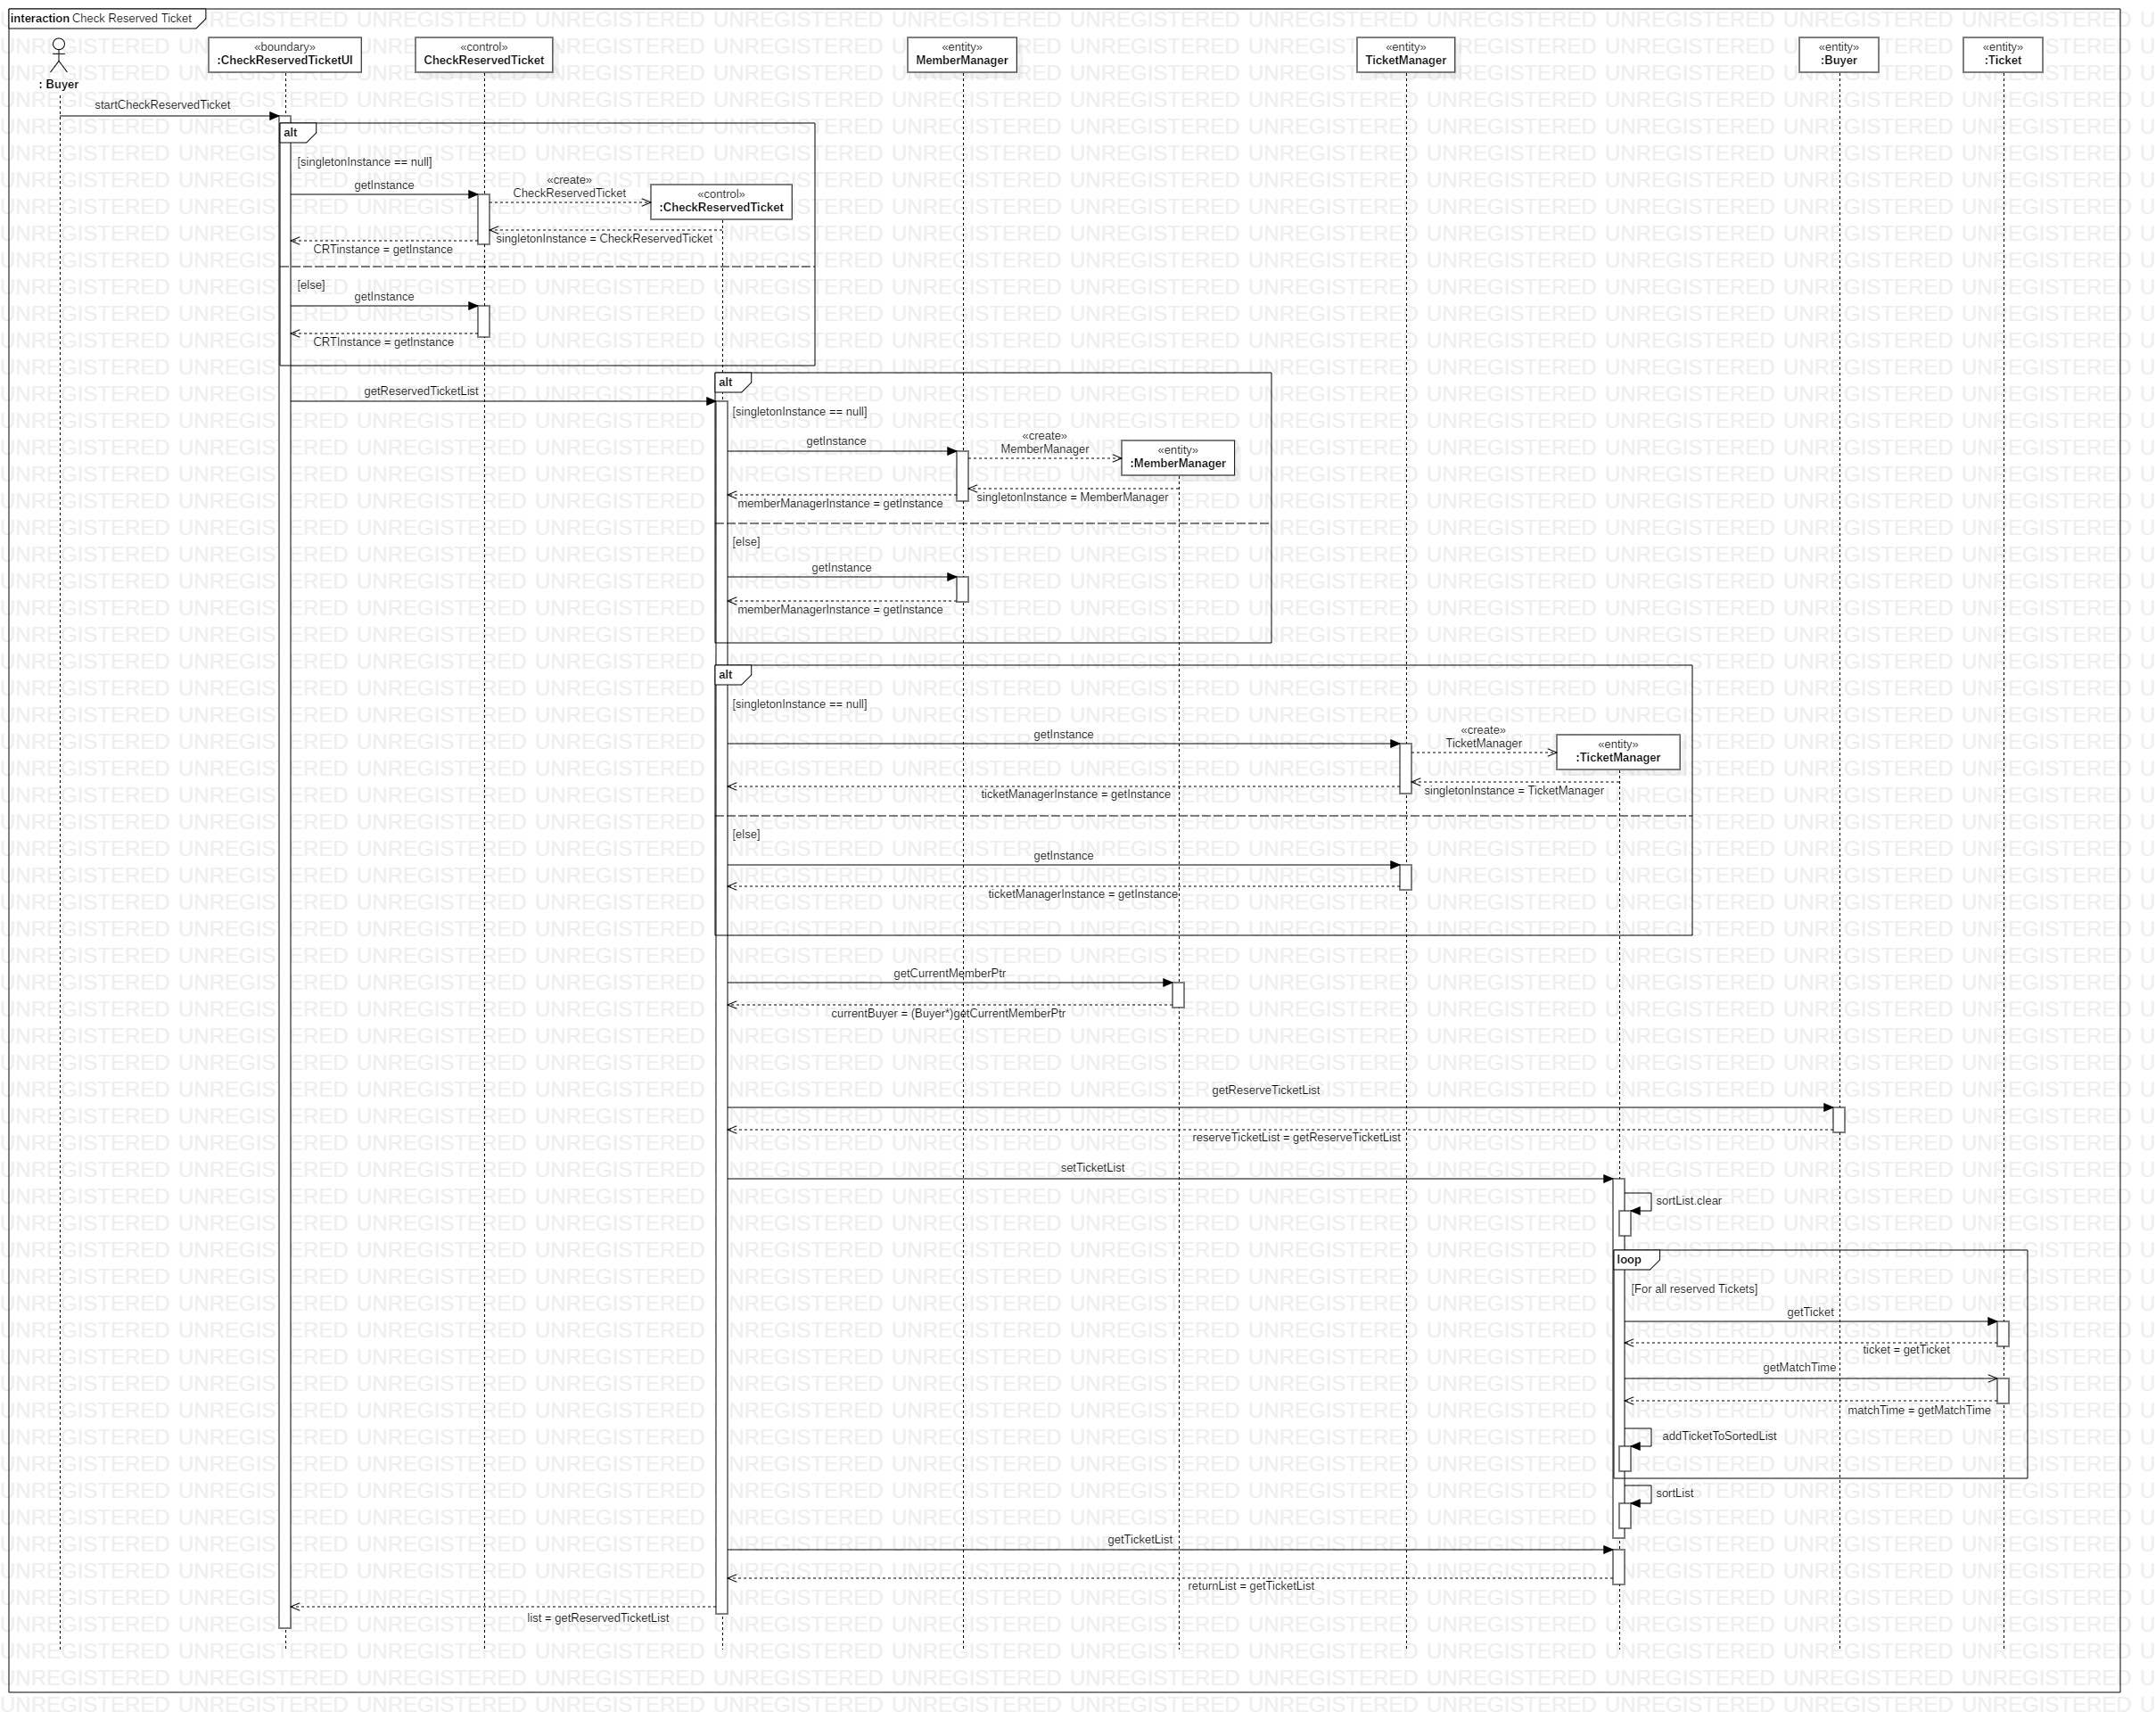 interaction Check Reserved Ticket
: Buyer
«boundary»
:CheckReservedTicketUI
«control»
CheckReservedTicket
«entity»
MemberManager
«entity»
TicketManager
«entity»
:Buyer
«entity»
:Ticket
startCheckReservedTicket
alt
[singletonInstance == null]
getInstance
«create»
CheckReservedTicket
«control»
:CheckReservedTicket
singletonInstance = CheckReservedTicket
CRTinstance = getInstance
[else]
getInstance
CRTInstance = getInstance
alt
getReservedTicketList
[singletonInstance == null]
getInstance
«create»
MemberManager
«entity»
:MemberManager
singletonInstance = MemberManager
memberManagerInstance = getInstance
[else]
getInstance
memberManagerInstance = getInstance
alt
[singletonInstance == null]
getInstance
«create»
TicketManager
«entity»
:TicketManager
singletonInstance = TicketManager
ticketManagerInstance = getInstance
[else]
getInstance
ticketManagerInstance = getInstance
getCurrentMemberPtr
currentBuyer = (Buyer*)getCurrentMemberPtr
getReserveTicketList
reserveTicketList = getReserveTicketList
setTicketList
sortList.clear
loop
[For all reserved Tickets]
getTicket
ticket = getTicket
getMatchTime
matchTime = getMatchTime
addTicketToSortedList
sortList
getTicketList
returnList = getTicketList
list = getReservedTicketList
UNREGISTERED